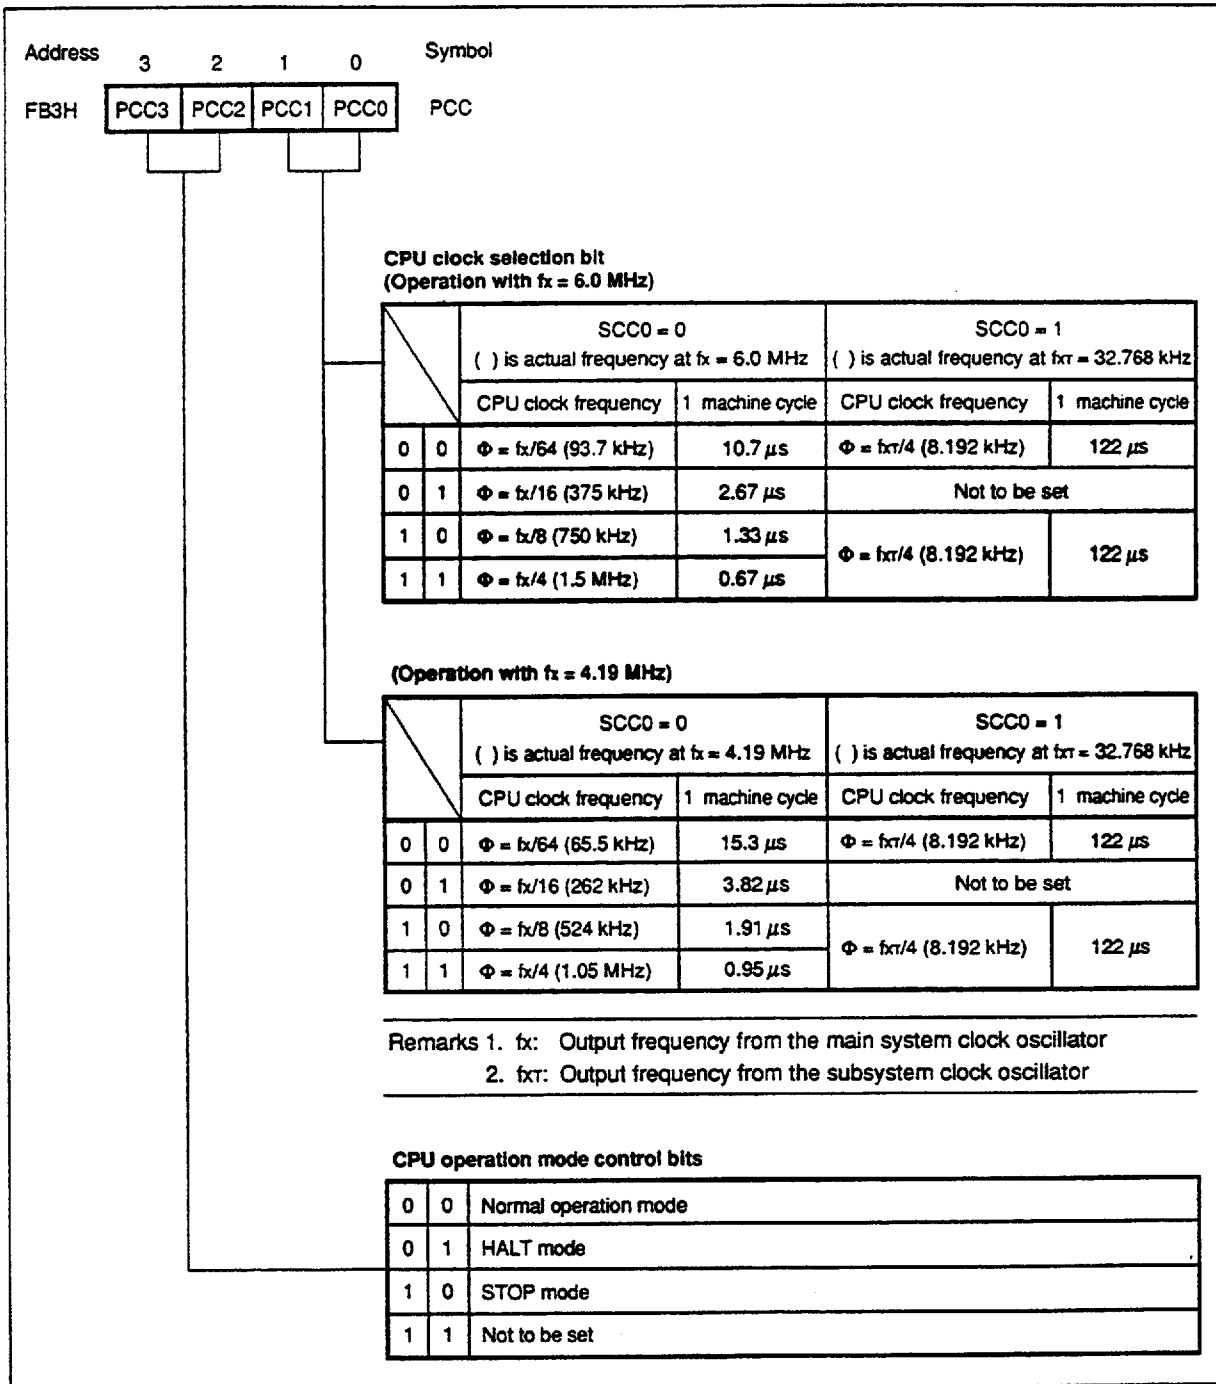 Address 3 2 1 0 Symbol
FB3H PCC3 PCC2 PCC1 PCC0 PCC
CPU clock selection bit
(Operation with fx = 6.0 MHz)
SCC0 = 0 SCC0 = 1
( ) is actual frequency at fx = 6.0 MHz ( ) is actual frequency at fxT = 32.768 kHz
CPU clock frequency 1 machine cycle CPU clock frequency 1 machine cycle
0 0 Φ = fx/64 (93.7 kHz) 10.7 μs Φ = fxT/4 (8.192 kHz) 122 μs
0 1 Φ = fx/16 (375 kHz) 2.67 μs Not to be set
1 0 Φ = fx/8 (750 kHz) 1.33 μs
Φ = fxT/4 (8.192 kHz) 122 μs
1 1 Φ = fx/4 (1.5 MHz) 0.67 μs
(Operation with fx = 4.19 MHz)
SCC0 = 0 SCC0 = 1
( ) is actual frequency at fx = 4.19 MHz ( ) is actual frequency at fxT = 32.768 kHz
CPU clock frequency 1 machine cycle CPU clock frequency 1 machine cycle
0 0 Φ = fx/64 (65.5 kHz) 15.3 μs Φ = fxT/4 (8.192 kHz) 122 μs
0 1 Φ = fx/16 (262 kHz) 3.82 μs Not to be set
1 0 Φ = fx/8 (524 kHz) 1.91 μs
Φ = fxT/4 (8.192 kHz) 122 μs
1 1 Φ = fx/4 (1.05 MHz) 0.95 μs
Remarks 1. fx: Output frequency from the main system clock oscillator
2. fxT: Output frequency from the subsystem clock oscillator
CPU operation mode control bits
0 0 Normal operation mode
0 1 HALT mode
1 0 STOP mode
1 1 Not to be set